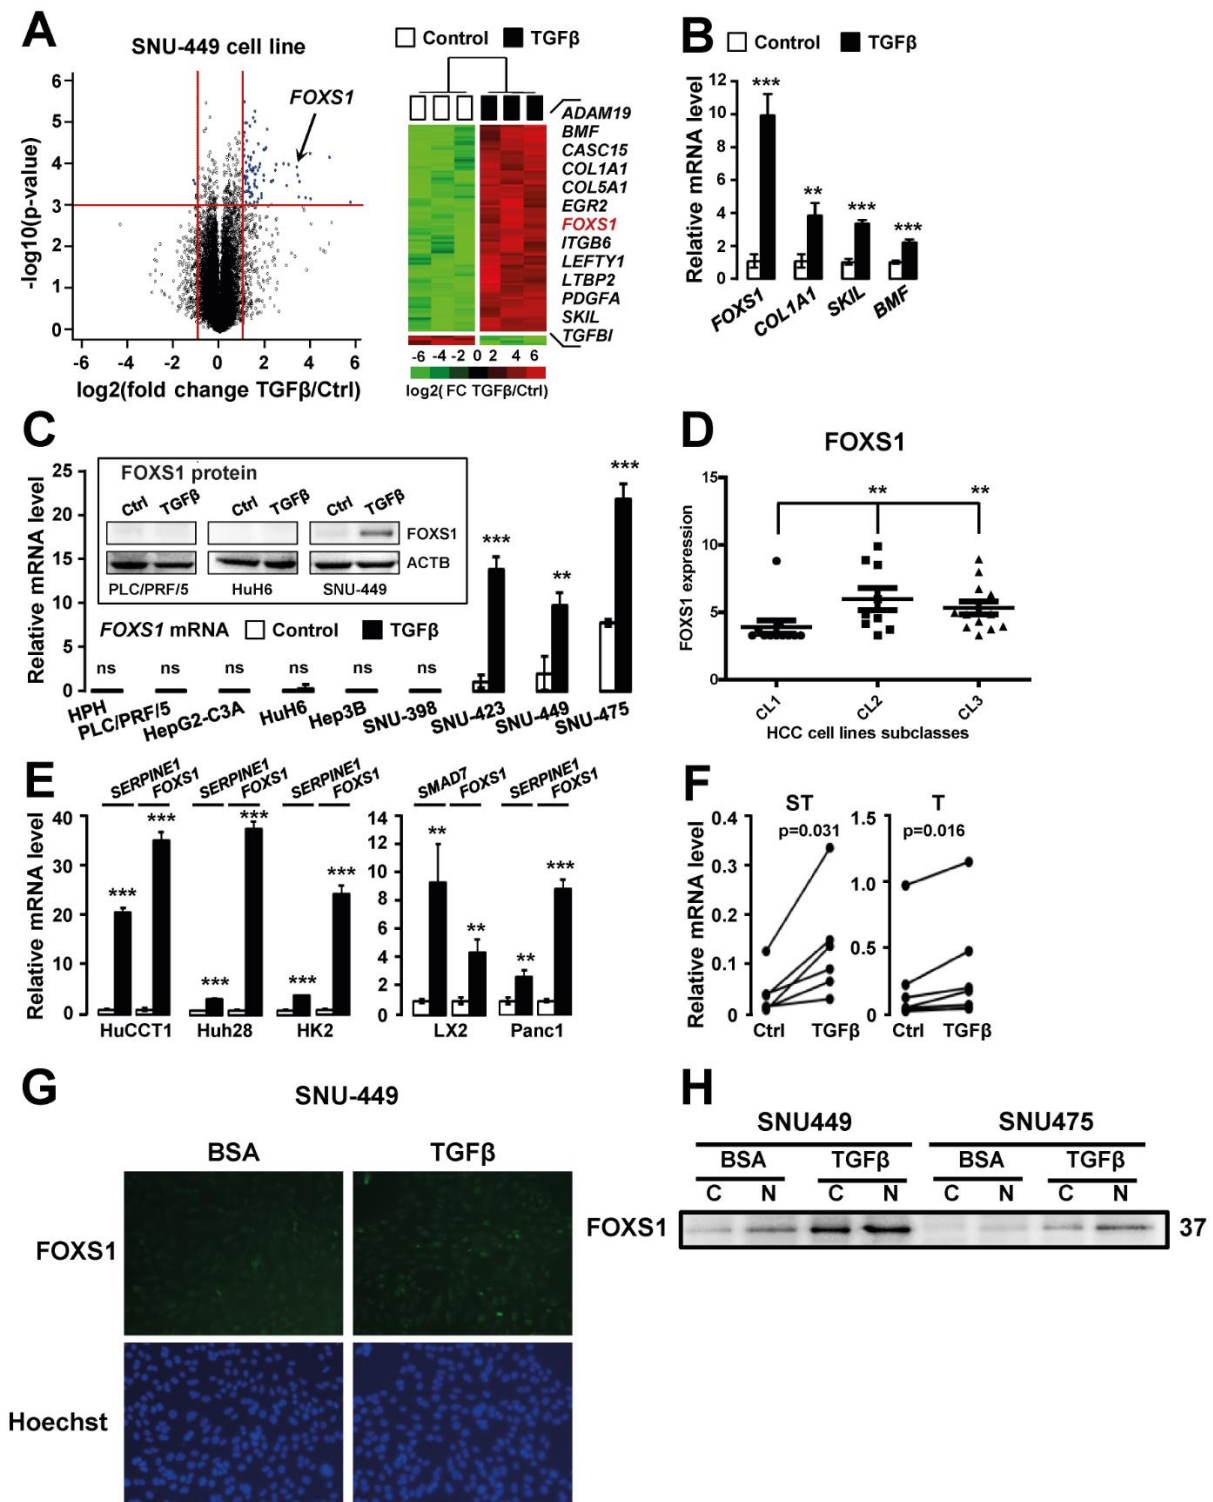 A
SNU-449 cell line
FOXS1
-log10(p-value)
6
5
4
3
2
1
0
-6 -4 -2 0 2 4 6
log2(fold change TGFβ/Ctrl)
Control TGFβ
ADAM19
BMF
CASC15
COL1A1
COL5A1
EGR2
FOXS1
ITGB6
LEFTY1
LTBP2
PDGFA
SKIL
TGFBI
-6 -4 -2 0 2 4 6
log2( FC TGFβ/Ctrl)
B
Control TGFβ
Relative mRNA level
12
10
8
6
4
2
0
*** ** *** ***
FOXS1 COL1A1 SKIL BMF
C
Relative mRNA level
25
20
15
10
5
0
FOXS1 protein
Ctrl TGFβ Ctrl TGFβ Ctrl TGFβ
FOXS1
ACTB
PLC/PRF/5 HuH6 SNU-449
FOXS1 mRNA Control TGFβ
ns ns ns ns ns ns *** ** ***
HPH PLC/PRF/5 HepG2-C3A HuH6 Hep3B SNU-398 SNU-423 SNU-449 SNU-475
D
FOXS1
FOXS1 expression
15
10
5
0
** **
CL1 CL2 CL3
HCC cell lines subclasses
E
SERPINE1 FOXS1 SERPINE1 FOXS1 SERPINE1 FOXS1
Relative mRNA level
40
30
20
10
0
*** *** *** *** *** ***
HuCCT1 Huh28 HK2
SMAD7 FOXS1 SERPINE1 FOXS1
14
12
10
8
6
4
2
0
** ** ** ***
LX2 Panc1
F
Relative mRNA level
ST
p=0.031
0.4
0.3
0.2
0.1
0
Ctrl TGFβ
T
p=0.016
1.5
1.0
0.5
0
Ctrl TGFβ
G
SNU-449
BSA TGFβ
FOXS1
Hoechst
H
SNU449 SNU475
BSA TGFβ BSA TGFβ
C N C N C N C N
FOXS1 37